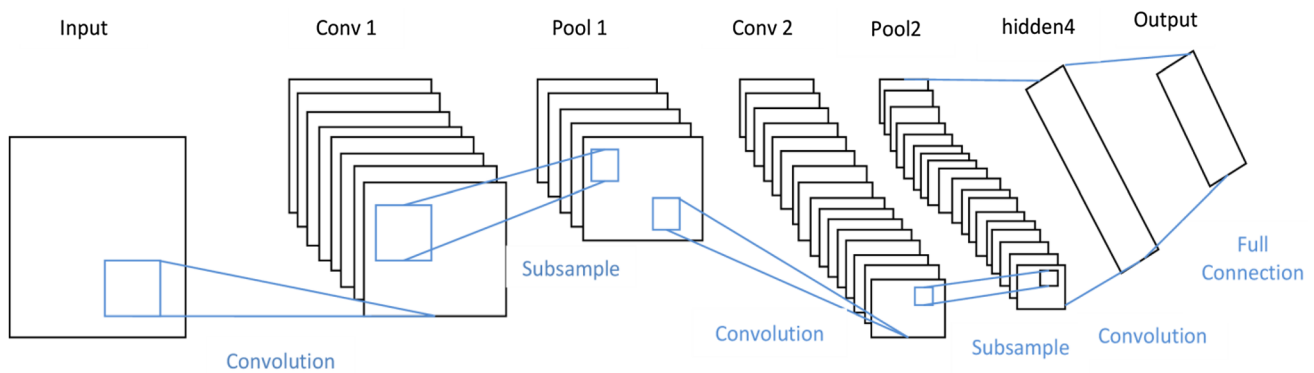 Input
Conv 1
Pool 1
Conv 2
Pool2
hidden4
Output
Subsample
Full
Connection
Convolution
Convolution
Subsample
Convolution